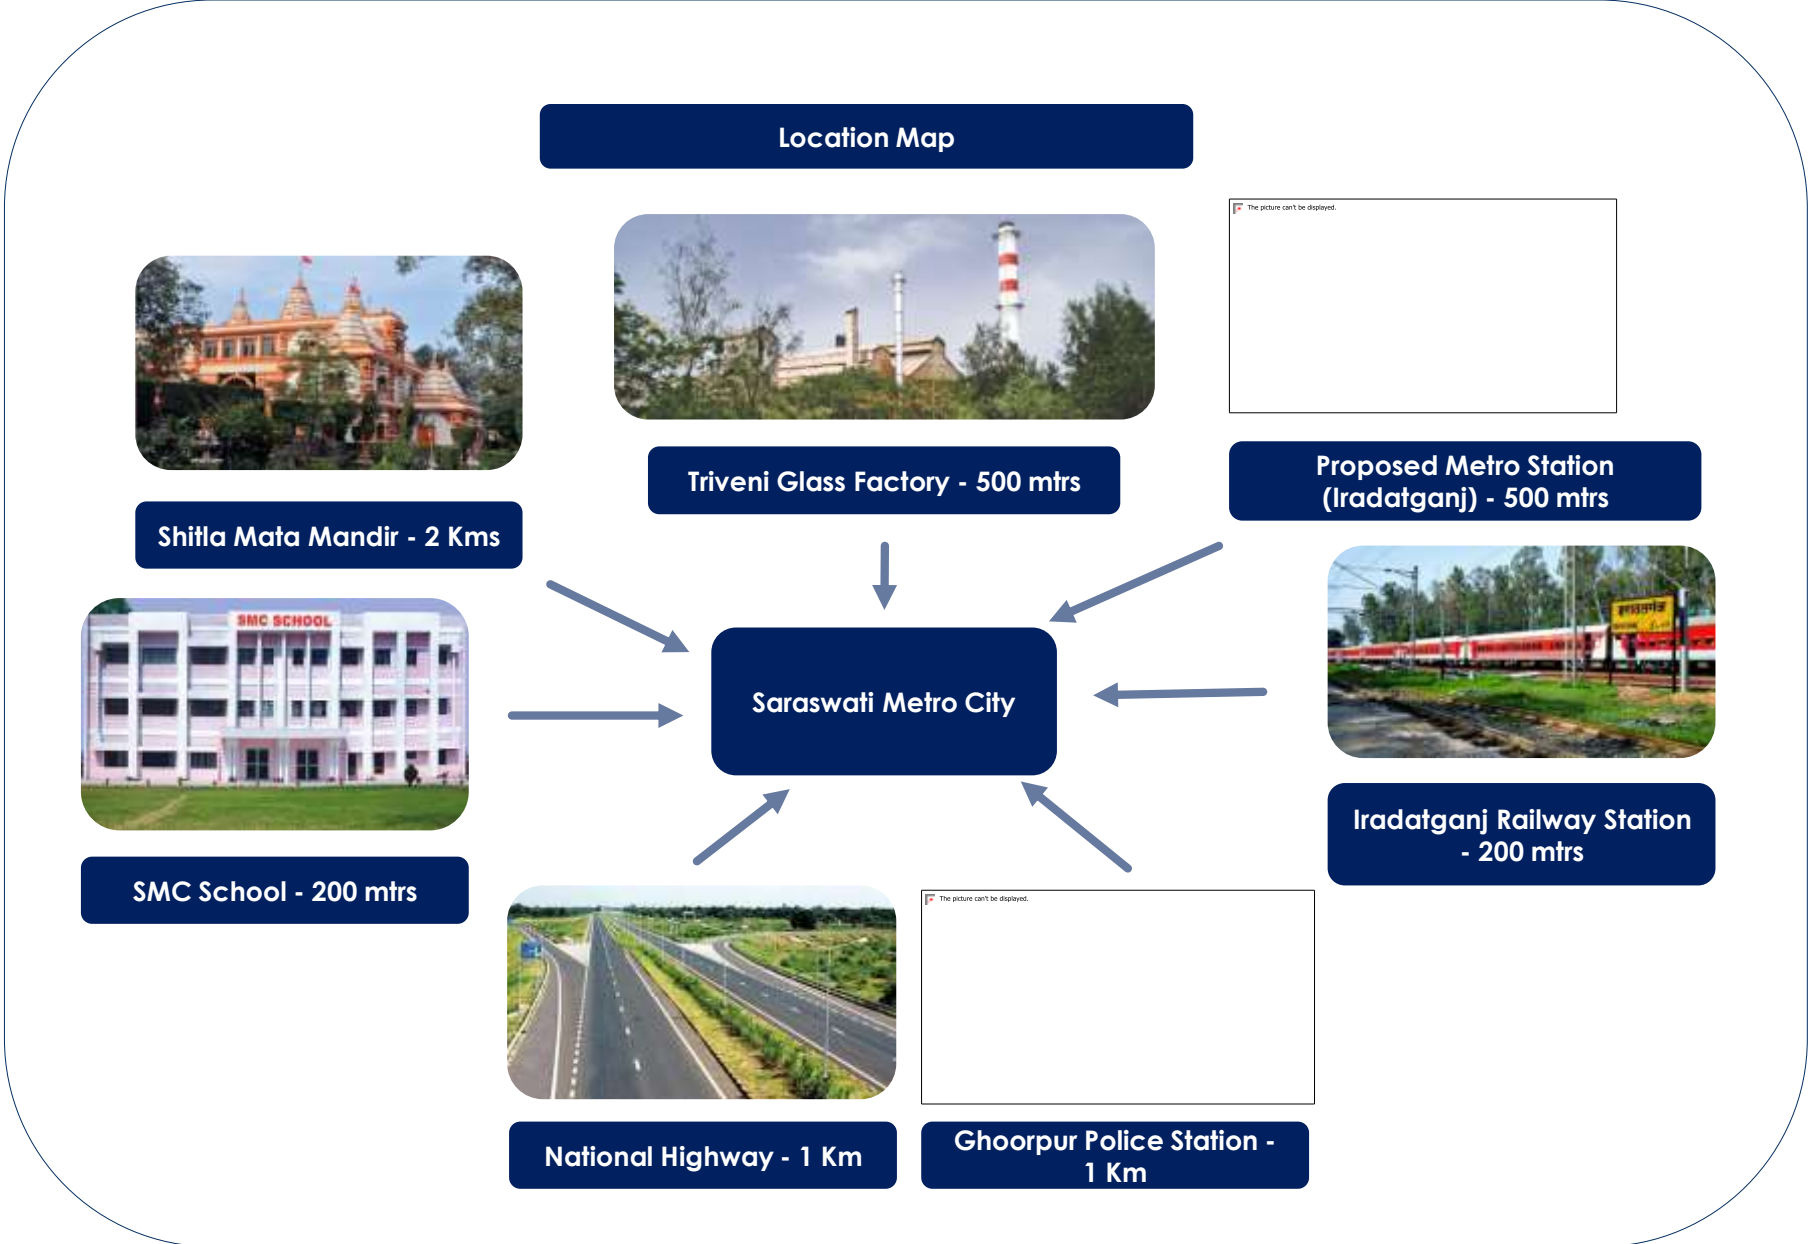 Location Map
The picture can't be displayed.
Triveni Glass Factory - 500 mtrs
Proposed Metro Station
(Iradatganj) - 500 mtrs
Shitla Mata Mandir - 2 Kms
SMC SCHOOL
इरादतगंज
Saraswati Metro City
Iradatganj Railway Station
- 200 mtrs
SMC School - 200 mtrs
The picture can't be displayed.
National Highway - 1 Km
Ghoorpur Police Station -
1 Km